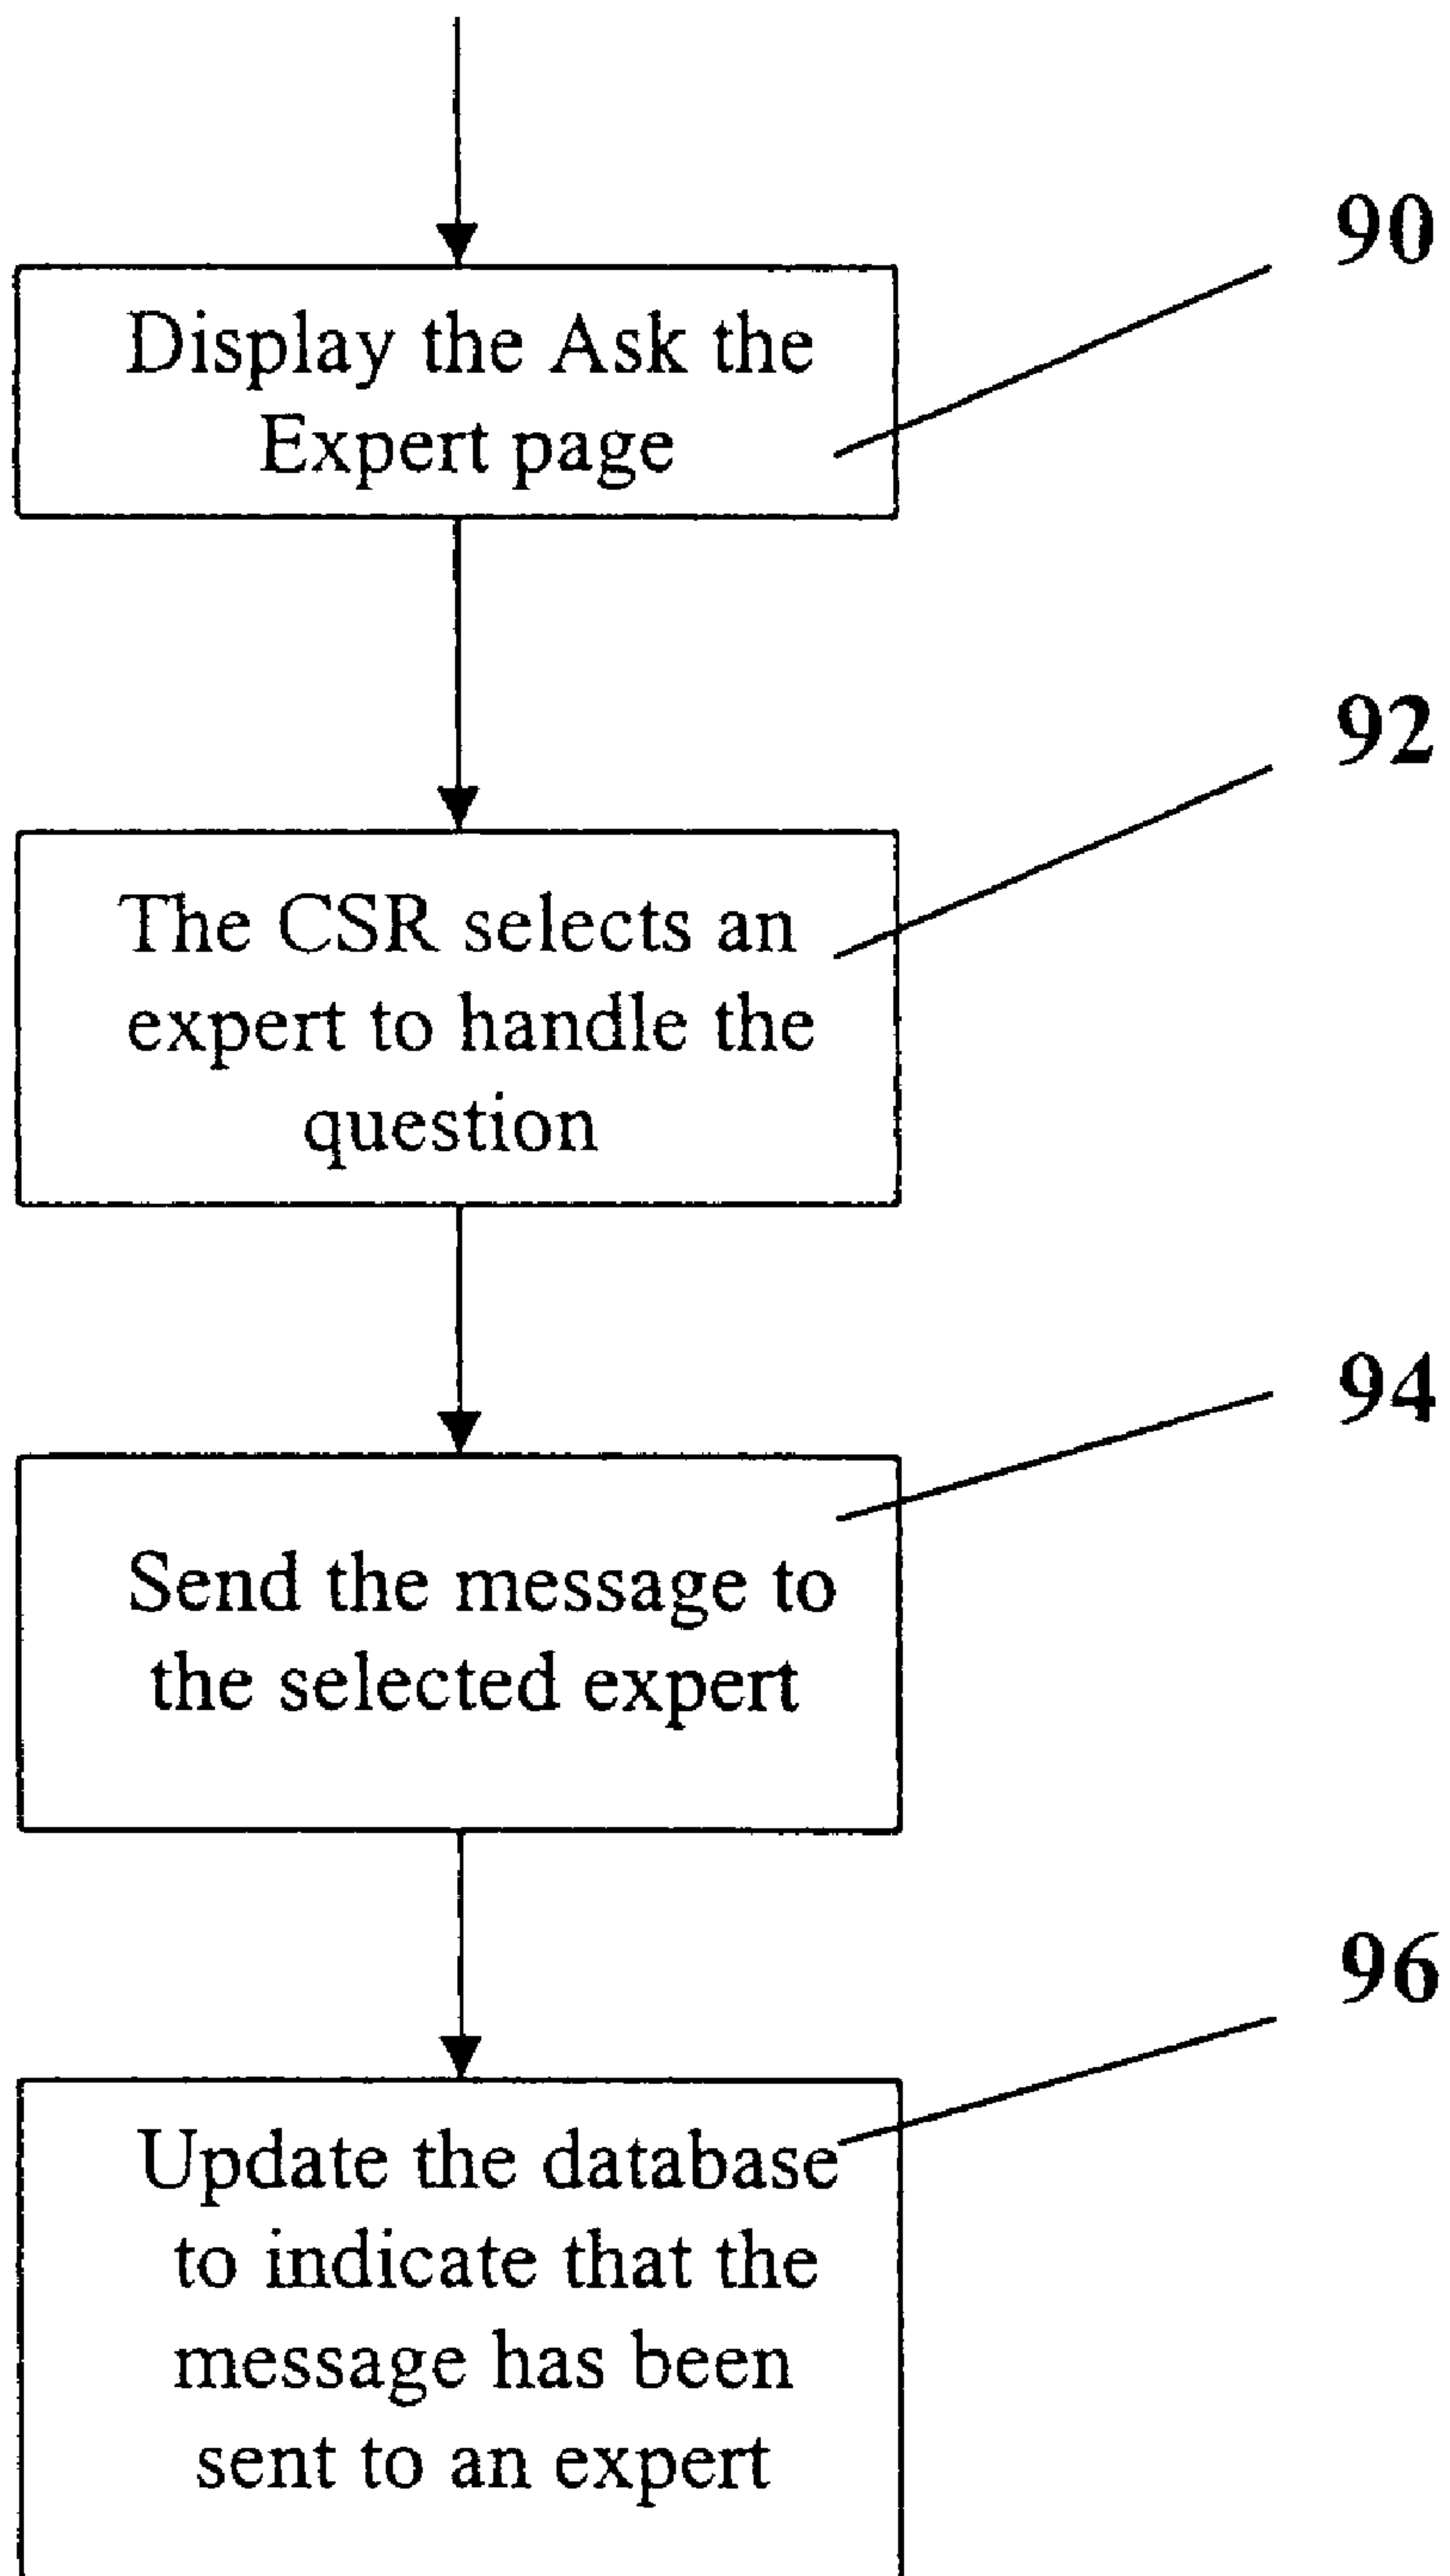 90
Display the Ask the
Expert page
92
The CSR selects an
expert to handle the
question
94
Send the message to
the selected expert
96
Update the database
to indicate that the
message has been
sent to an expert